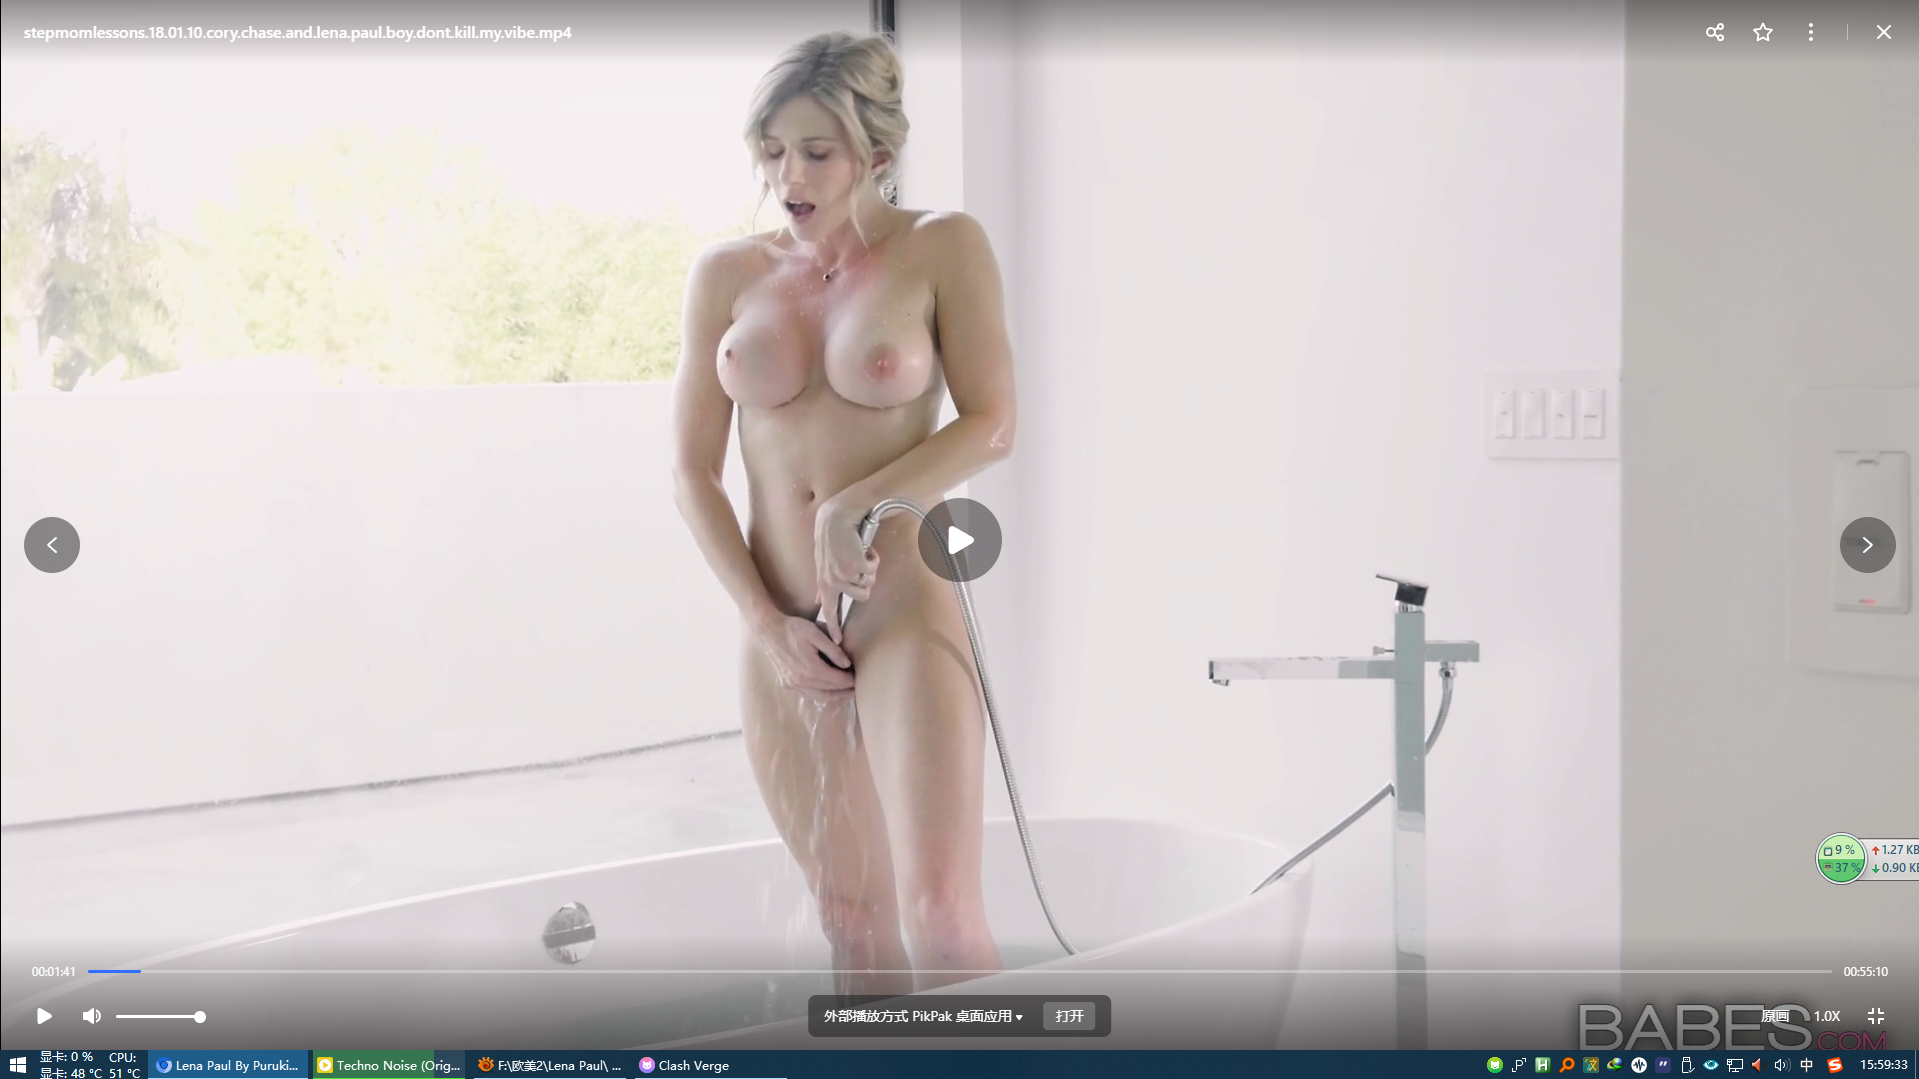 stepmomlessons.18.01.10.cory.chase.and.lena.paul.boy.dont.kill.my.vibe.mp4
9 %
1.27 KB
37 %
0.90 KB
00:01:41
00:55:10
外部播放方式 PikPak 桌面应用
打开
原画
1.0X
BABES.COM
显卡: 0 %
CPU:
显卡: 48 °C
51 °C
Lena Paul By Puruki...
Techno Noise (Orig...
F:\欧美2\Lena Paul\ ...
Clash Verge
中
15:59:33